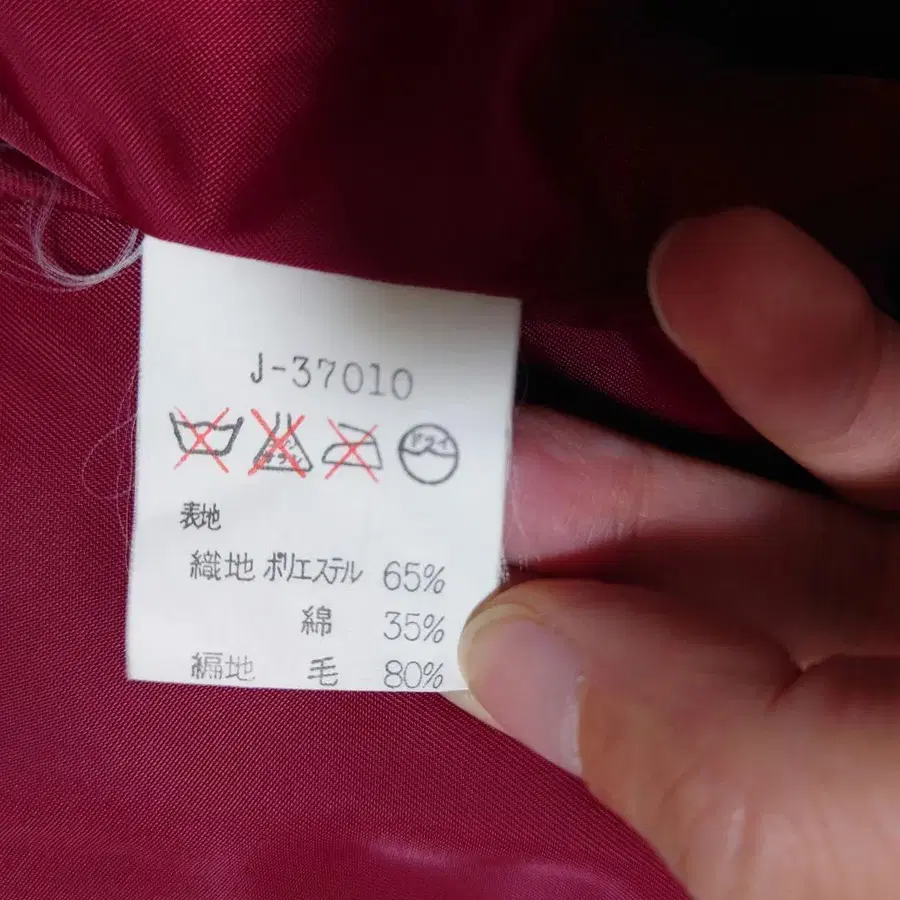 J-37010
ドライ
表地
織地 ポリエステル 65%
綿 35%
編地 毛 80%